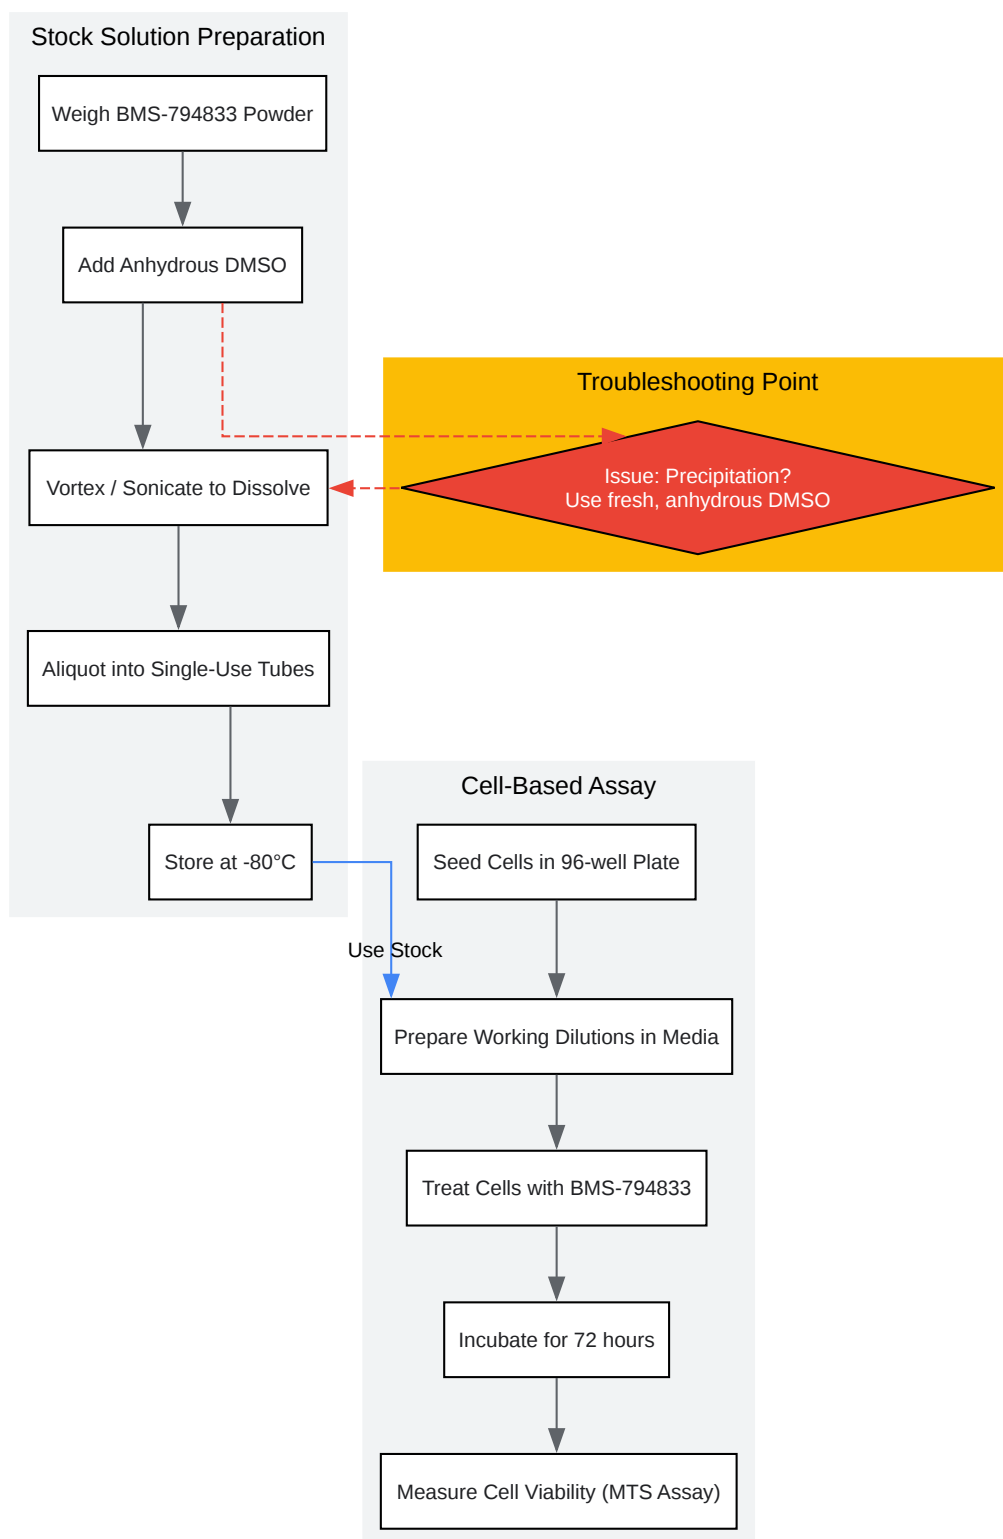 Stock Solution Preparation
Weigh BMS-794833 Powder
Add Anhydrous DMSO
Troubleshooting Point
Issue: Precipitation?
Use fresh, anhydrous DMSO
Vortex / Sonicate to Dissolve
Aliquot into Single-Use Tubes
Store at -80°C
Use Stock
Cell-Based Assay
Seed Cells in 96-well Plate
Prepare Working Dilutions in Media
Treat Cells with BMS-794833
Incubate for 72 hours
Measure Cell Viability (MTS Assay)